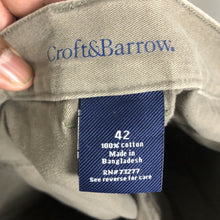 Croft&Barrow.
42
100% cotton
Made in
Bangladesh
RN#73277
See reverse for care